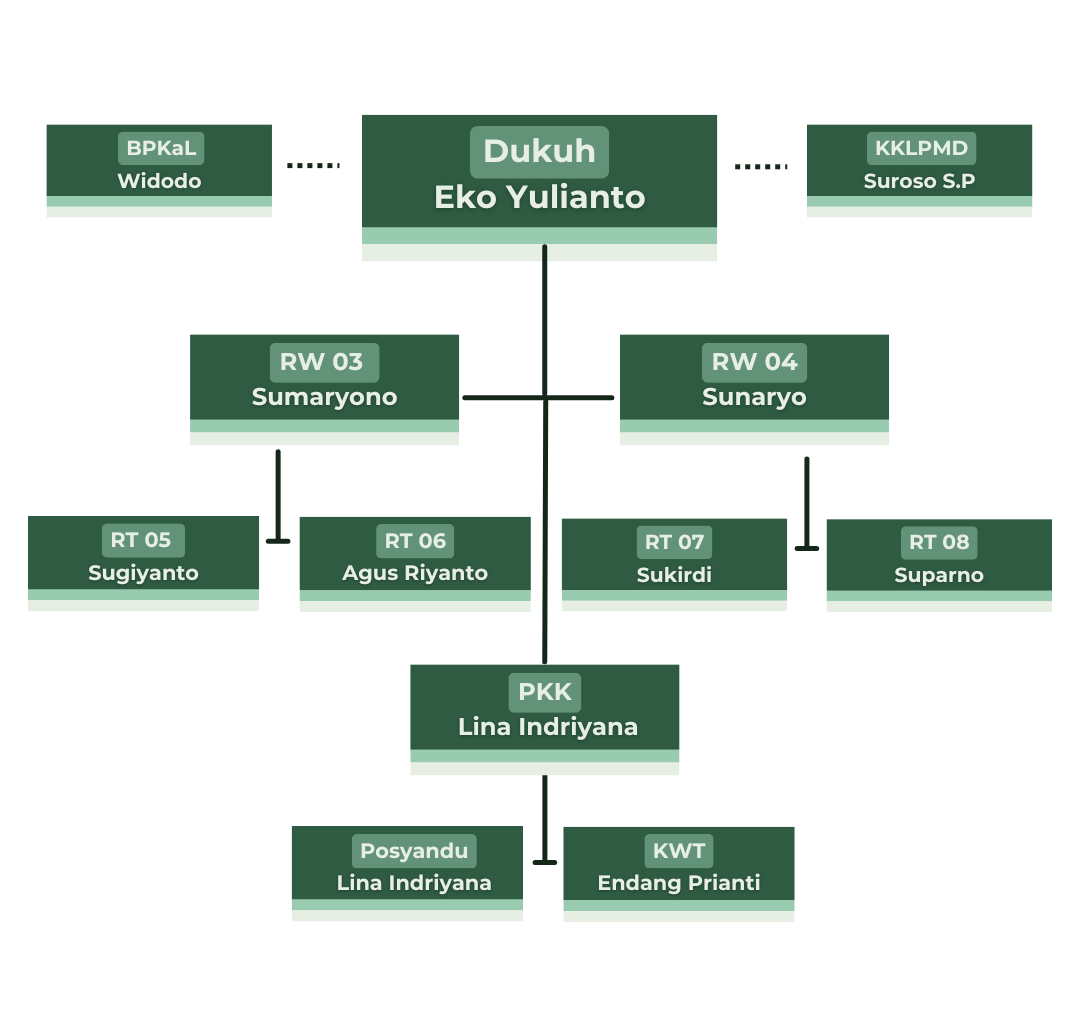 BPKaL
Widodo
Dukuh
Eko Yulianto
KKLPMD
Suroso S.P
RW 03
Sumaryono
RW 04
Sunaryo
RT 05
Sugiyanto
RT 06
Agus Riyanto
RT 07
Sukirdi
RT 08
Suparno
PKK
Lina Indriyana
Posyandu
Lina Indriyana
KWT
Endang Prianti